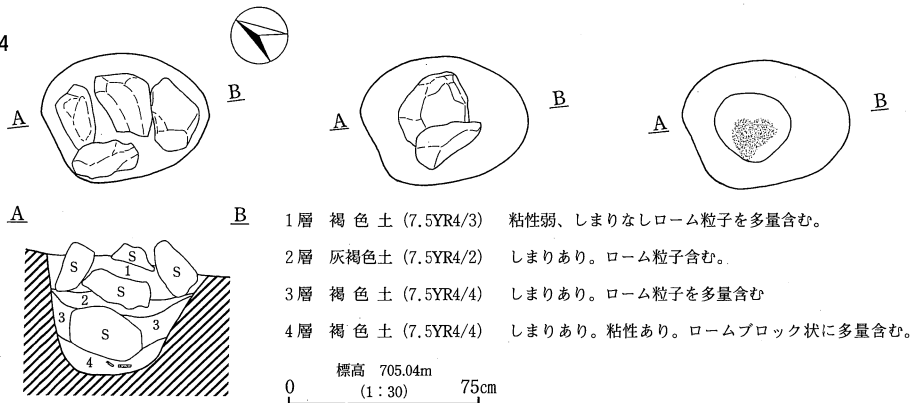 4
A B
A B
A B
A B
S
S
S
1
S
2
3
S
3
4
1層 褐色土 (7.5YR4/3) 粘性弱、しまりなしローム粒子を多量含む。
2層 灰褐色土 (7.5YR4/2) しまりあり。ローム粒子含む。
3層 褐色土 (7.5YR4/4) しまりあり。ローム粒子を多量含む
4層 褐色土 (7.5YR4/4) しまりあり。粘性あり。ロームブロック状に多量含む。
標高 705.04m
0 (1：30) 75cm